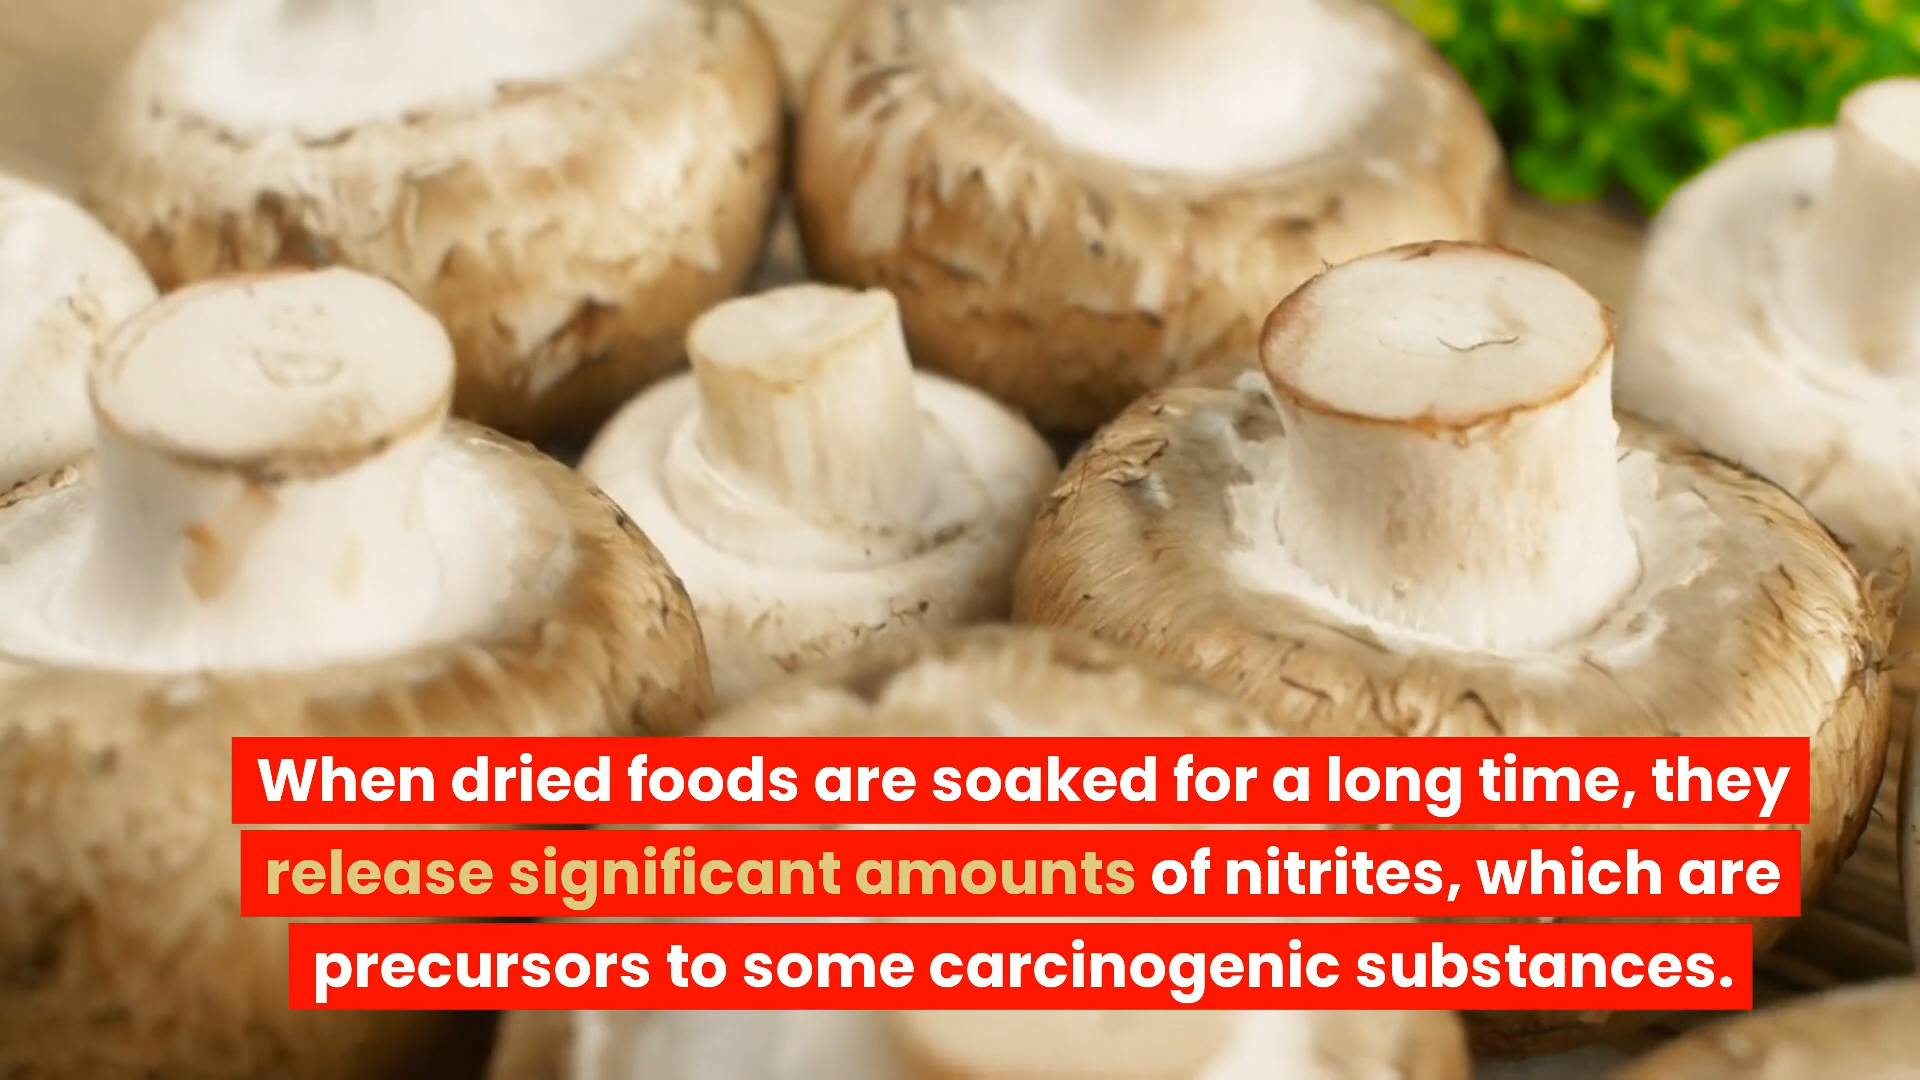 When dried foods are soaked for a long time, they
release significant amounts of nitrites, which are
precursors to some carcinogenic substances.